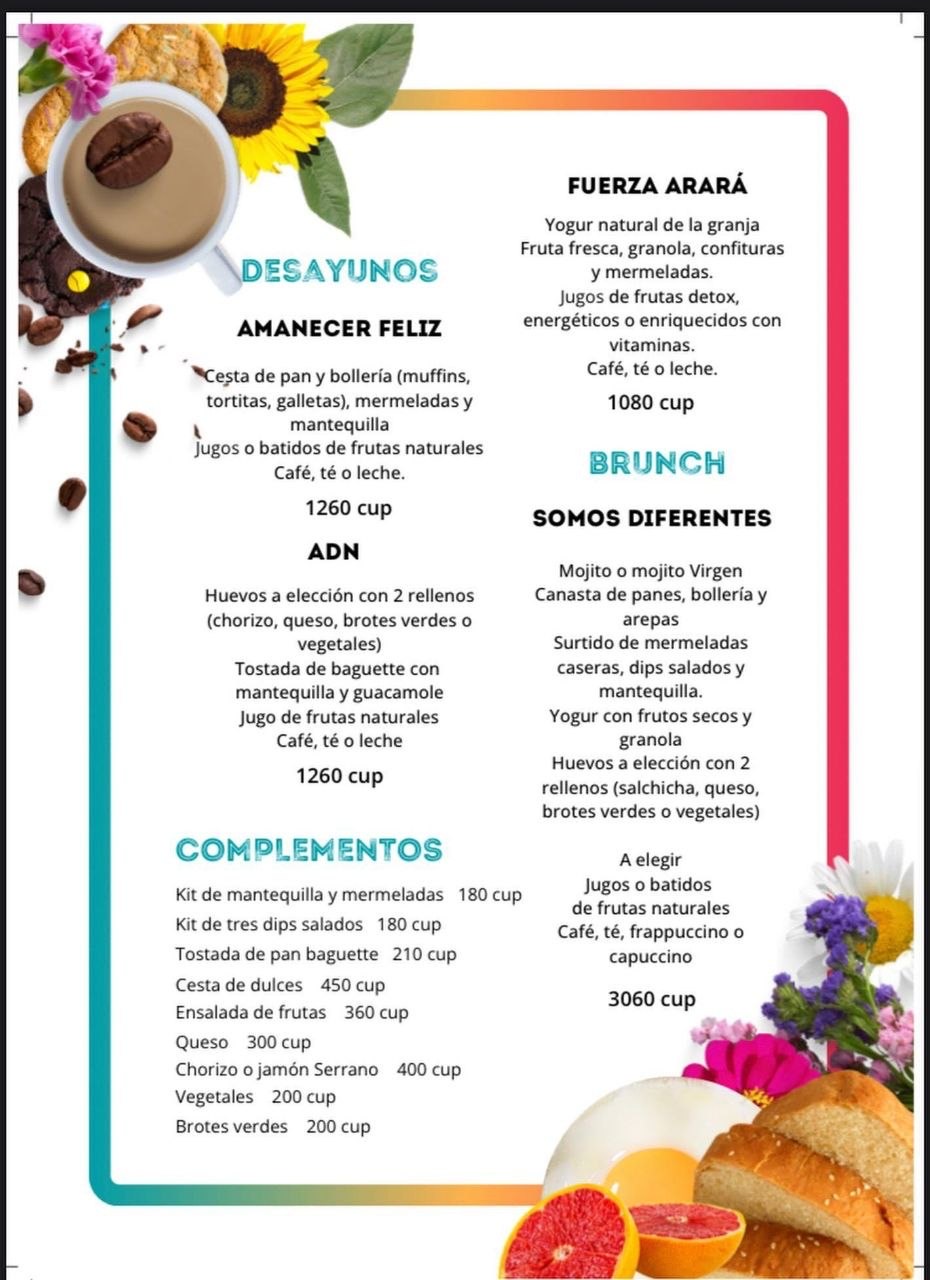 DESAYUNOS
AMANECER FELIZ
Cesta de pan y bollería (muffins,
tortitas, galletas), mermeladas y
mantequilla
Jugos o batidos de frutas naturales
Café, té o leche.
1260 cup
ADN
Huevos a elección con 2 rellenos
(chorizo, queso, brotes verdes o
vegetales)
Tostada de baguette con
mantequilla y guacamole
Jugo de frutas naturales
Café, té o leche
1260 cup
COMPLEMENTOS
Kit de mantequilla y mermeladas 180 cup
Kit de tres dips salados 180 cup
Tostada de pan baguette 210 cup
Cesta de dulces 450 cup
Ensalada de frutas 360 cup
Queso 300 cup
Chorizo o jamón Serrano 400 cup
Vegetales 200 cup
Brotes verdes 200 cup
FUERZA ARARÁ
Yogur natural de la granja
Fruta fresca, granola, confituras
y mermeladas.
Jugos de frutas detox,
energéticos o enriquecidos con
vitaminas.
Café, té o leche.
1080 cup
BRUNCH
SOMOS DIFERENTES
Mojito o mojito Virgen
Canasta de panes, bollería y
arepas
Surtido de mermeladas
caseras, dips salados y
mantequilla.
Yogur con frutos secos y
granola
Huevos a elección con 2
rellenos (salchicha, queso,
brotes verdes o vegetales)
A elegir
Jugos o batidos
de frutas naturales
Café, té, frappuccino o
capuccino
3060 cup